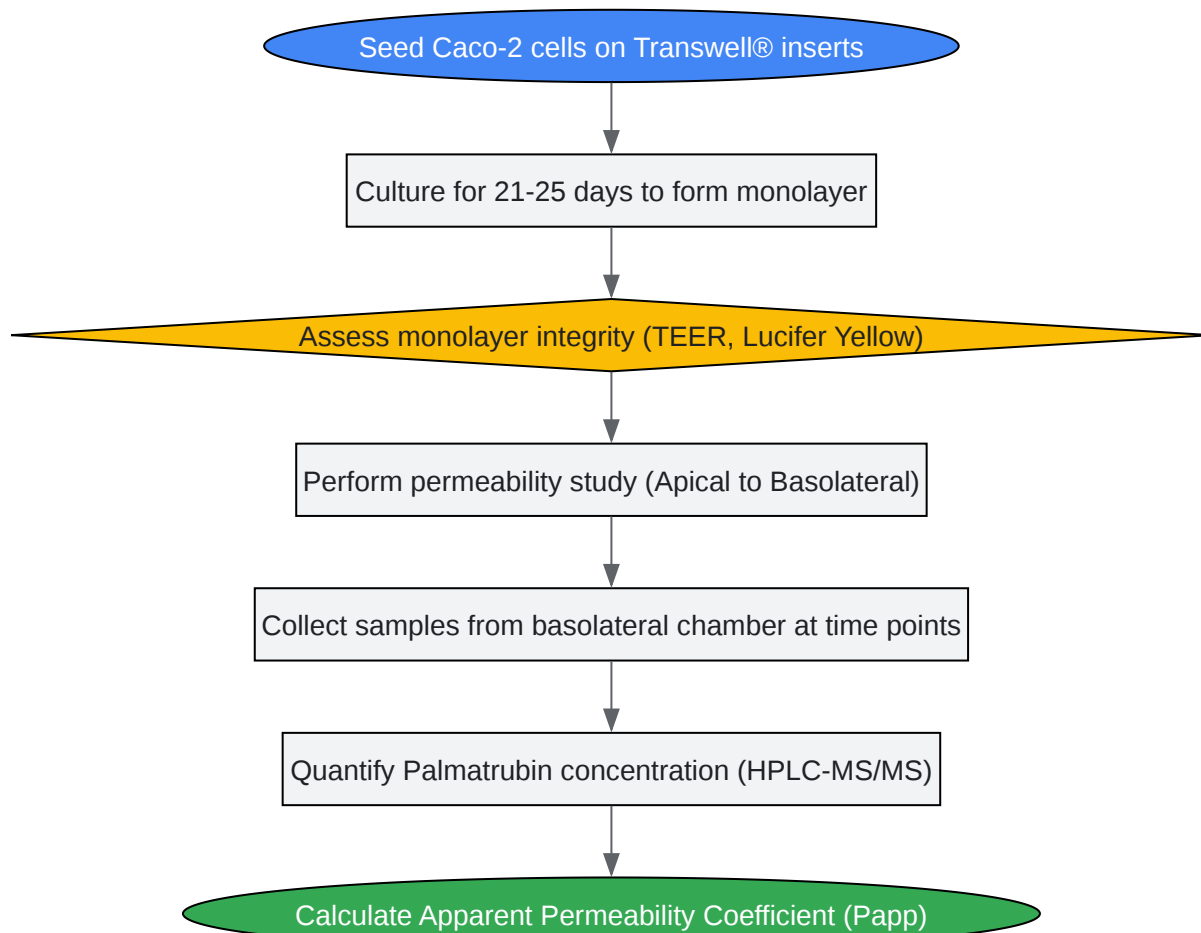 Seed Caco-2 cells on Transwell® inserts
Culture for 21-25 days to form monolayer
Assess monolayer integrity (TEER, Lucifer Yellow)
Perform permeability study (Apical to Basolateral)
Collect samples from basolateral chamber at time points
Quantify Palmatrubin concentration (HPLC-MS/MS)
Calculate Apparent Permeability Coefficient (Papp)